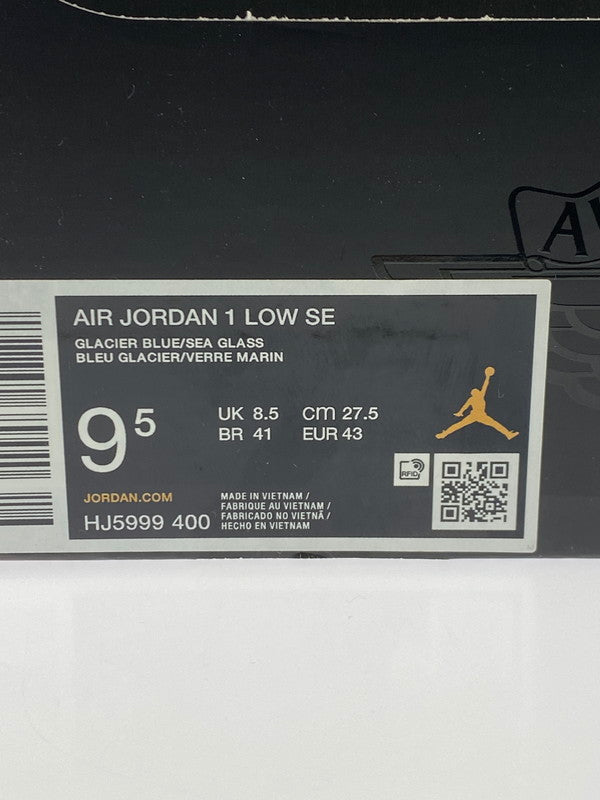 AIR JORDAN 1 LOW SE
GLACIER BLUE/SEA GLASS
BLEU GLACIER/VERRE MARIN
9⁵
UK 8.5 cm 27.5
BR 41 EUR 43
RFID
JORDAN.COM
HJ5999 400
MADE IN VIETNAM /
FABRIQUE AU VIETNAM /
FABRICADO NO VIETNÃ /
HECHO EN VIETNAM